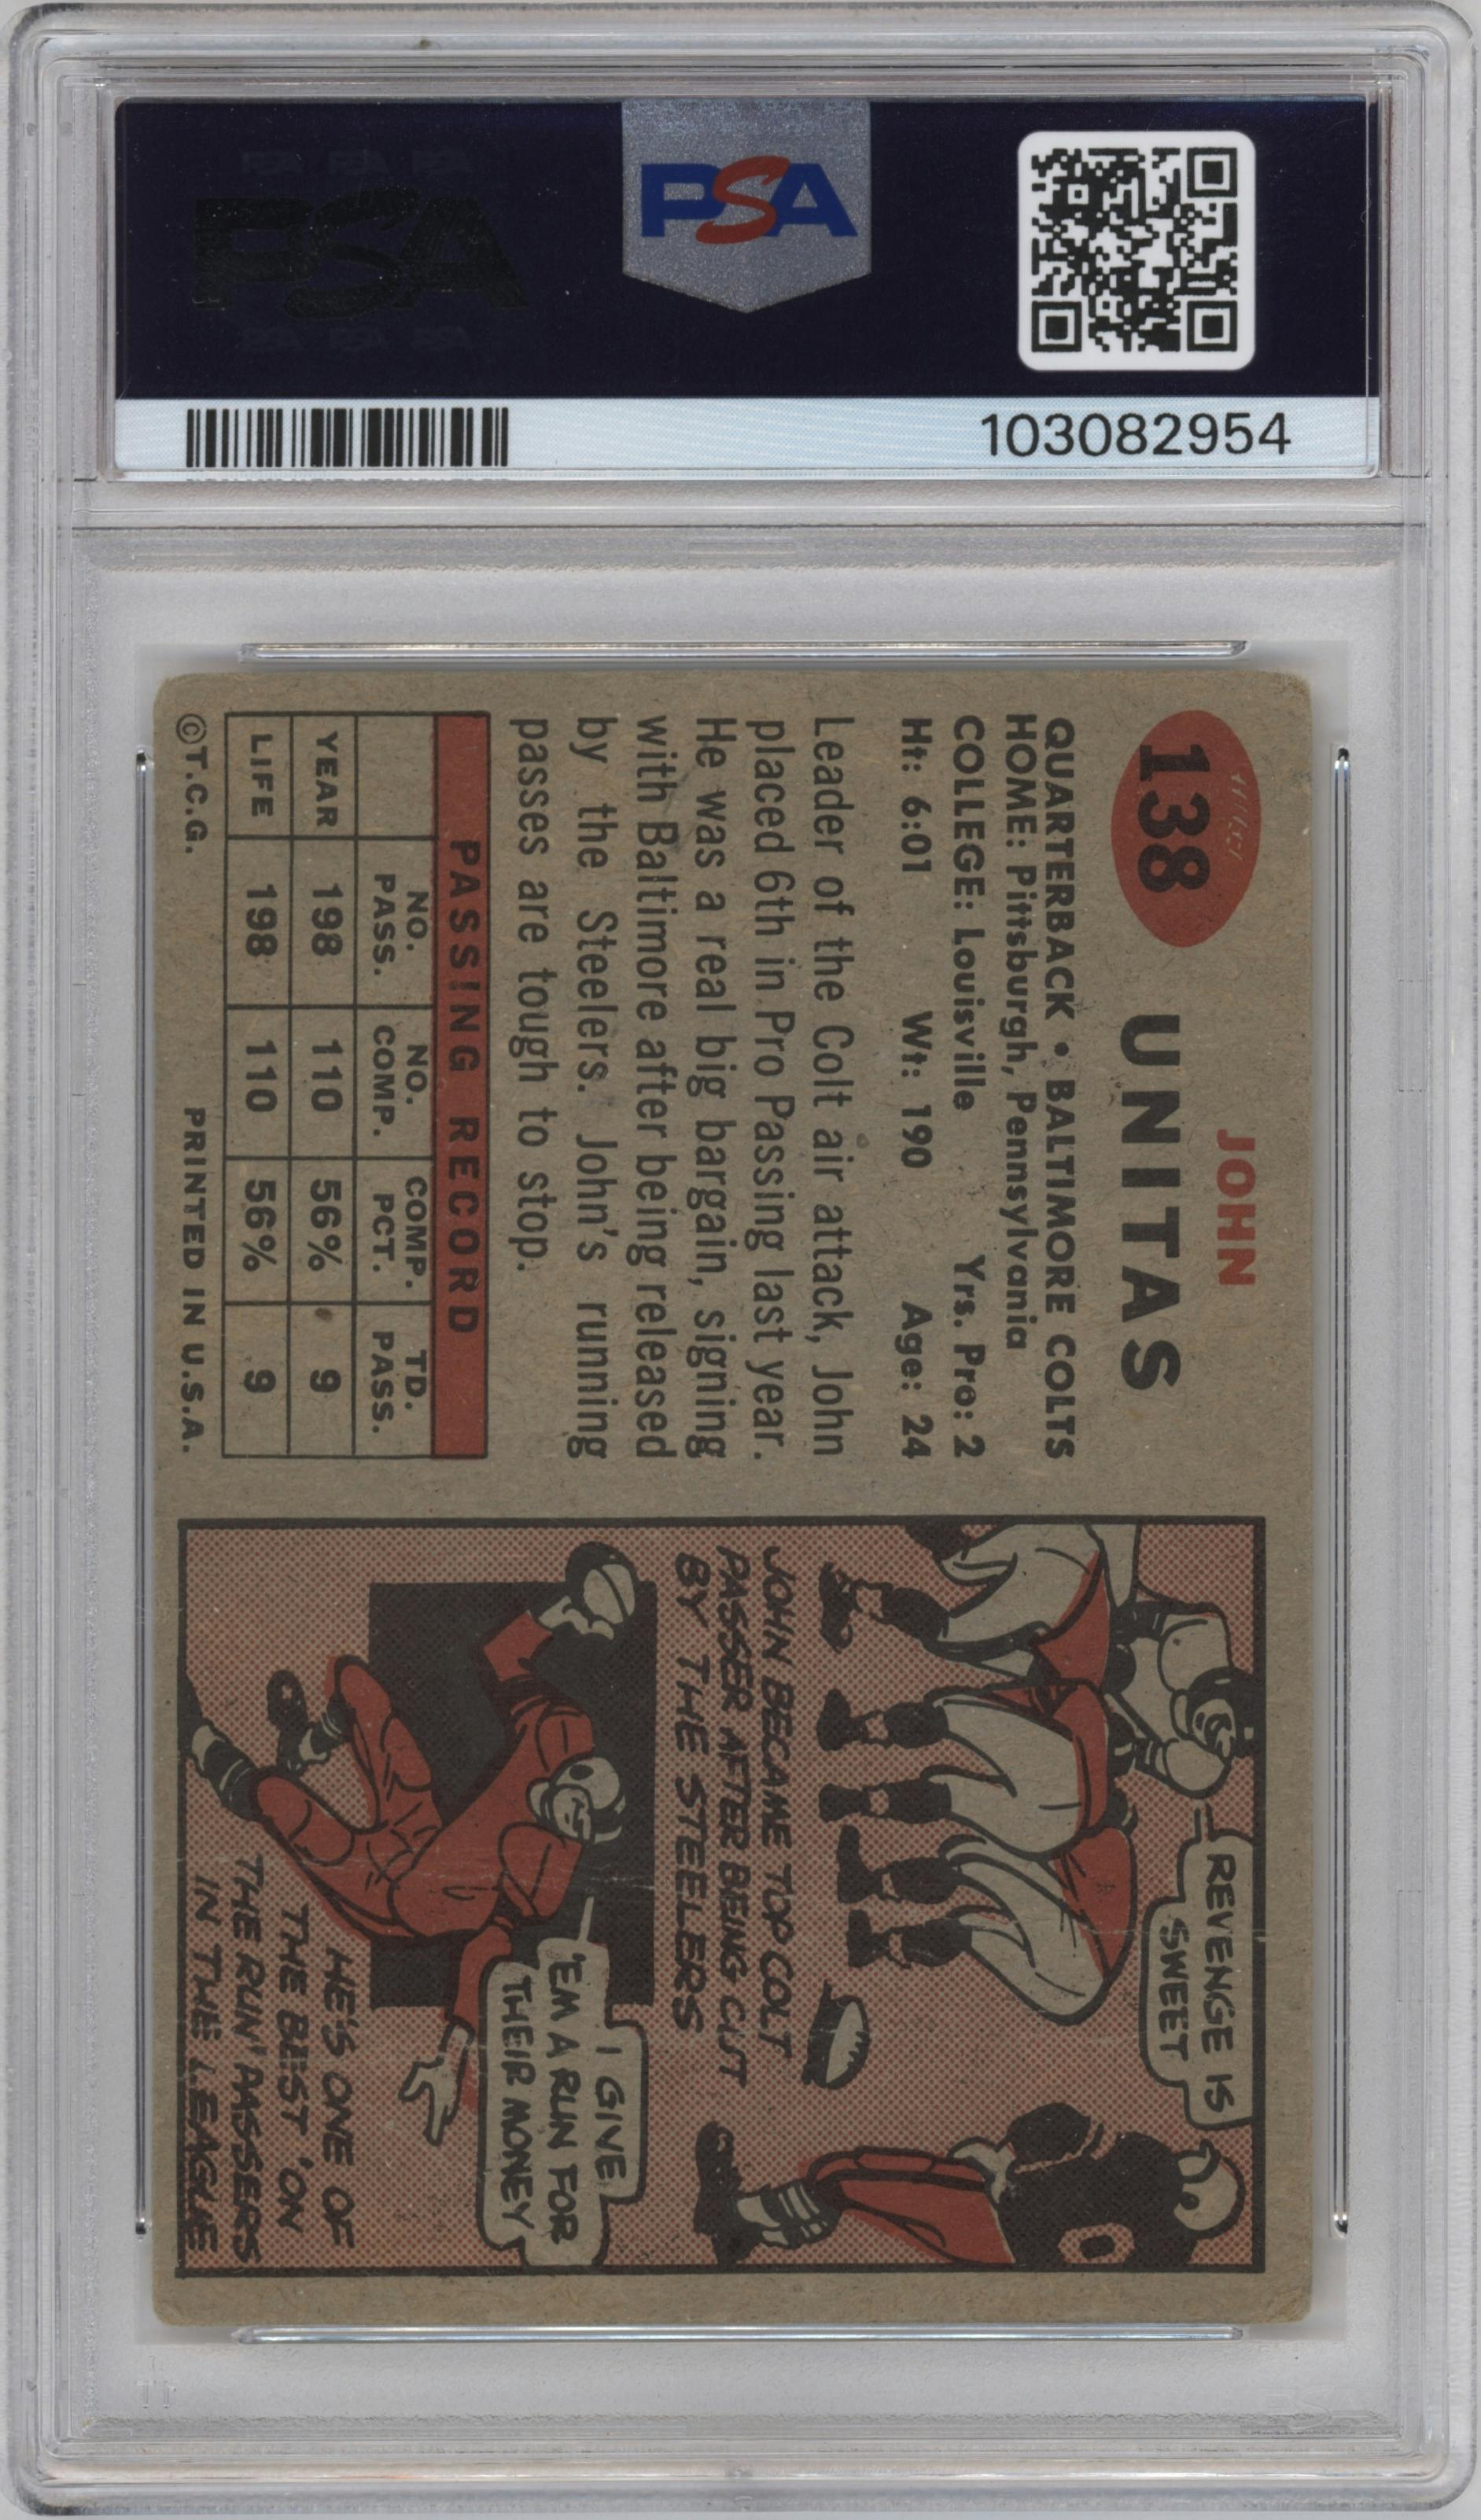 PSA
PSA
103082954
138
JOHN
UNITAS
QUARTERBACK • BALTIMORE COLTS
HOME: Pittsburgh, Pennsylvania
COLLEGE: Louisville Yrs. Pro: 2
Ht: 6:01 Wt: 190 Age: 24
Leader of the Colt air attack, John
placed 6th in Pro Passing last year.
He was a real big bargain, signing
with Baltimore after being released
by the Steelers. John's running
passes are tough to stop.
PASSING RECORD
NO. PASS. NO. COMP. COMP. PCT. TD. PASS.
YEAR 198 110 56% 9
LIFE 198 110 56% 9
©T.C.G. PRINTED IN U.S.A.
REVENGE IS
SWEET
JOHN BECAME TOP COLT
PASSER AFTER BEING CUT
BY THE STEELERS
I GIVE
'EM A RUN FOR
THEIR MONEY
HE'S ONE OF
THE BEST 'ON
THE RUN' PASSERS
IN THE LEAGUE